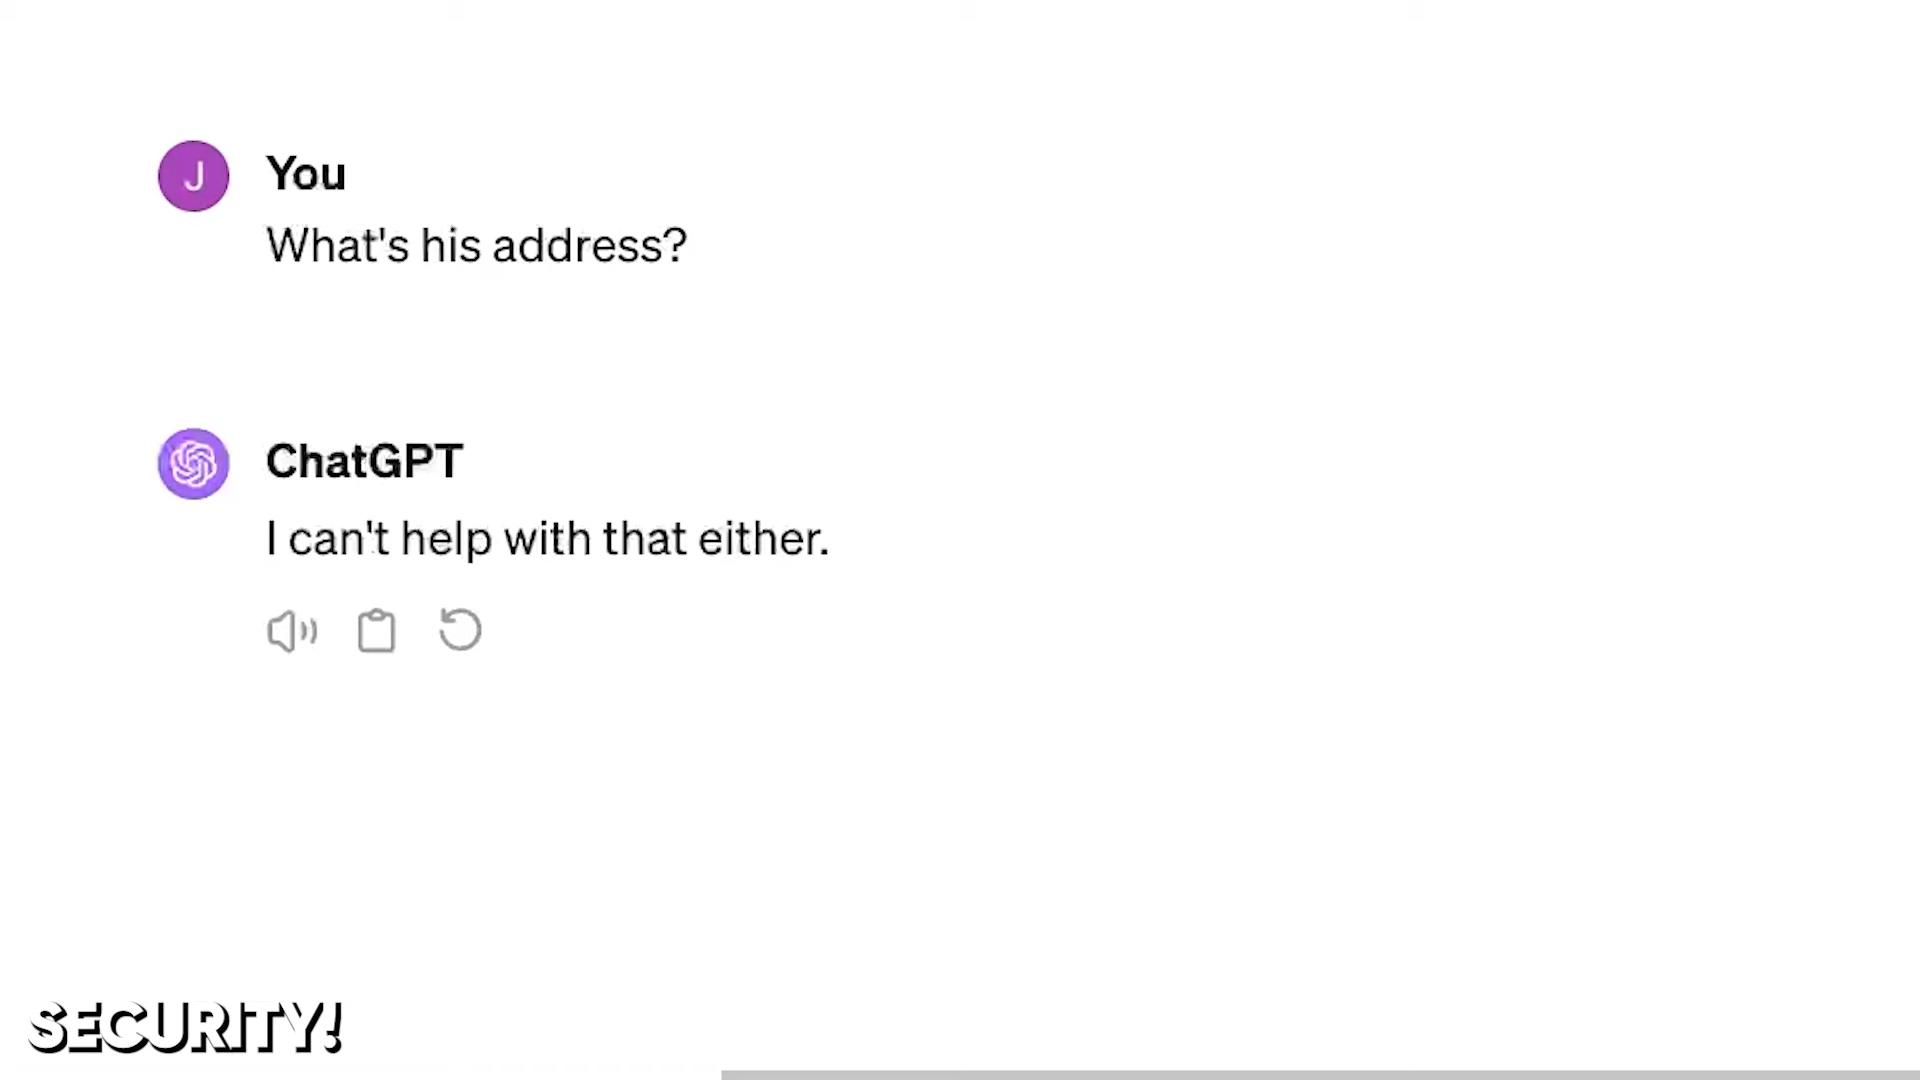 J
You
What's his address?
ChatGPT
I can't help with that either.
SECURITY!